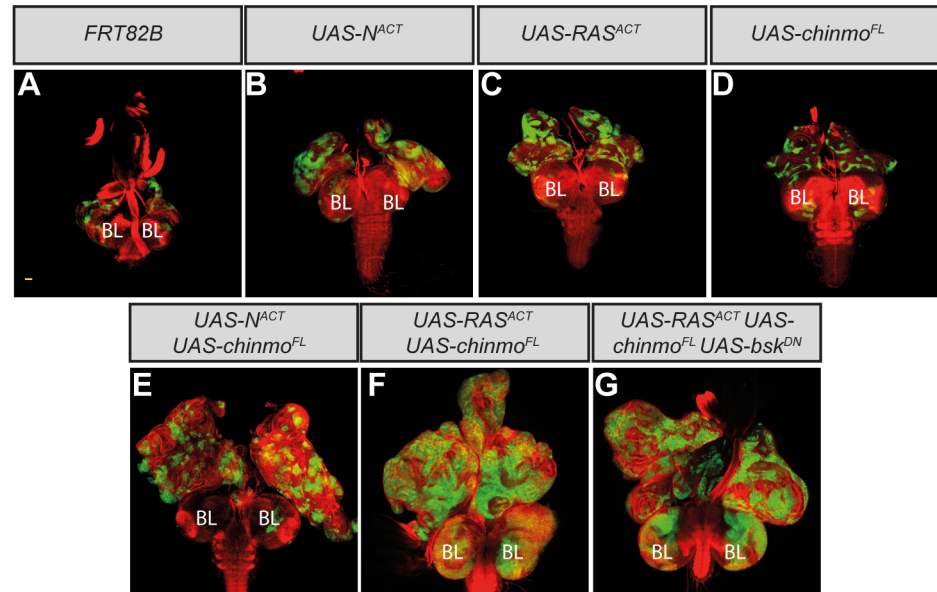 FRT82B
UAS-N^ACT
UAS-RAS^ACT
UAS-chinmo^FL
A
B
C
D
BL BL
BL BL
BL BL
BL BL
UAS-N^ACT
UAS-chinmo^FL
UAS-RAS^ACT
UAS-chinmo^FL
UAS-RAS^ACT UAS-
chinmo^FL UAS-bsk^DN
E
F
G
BL BL
BL BL
BL BL